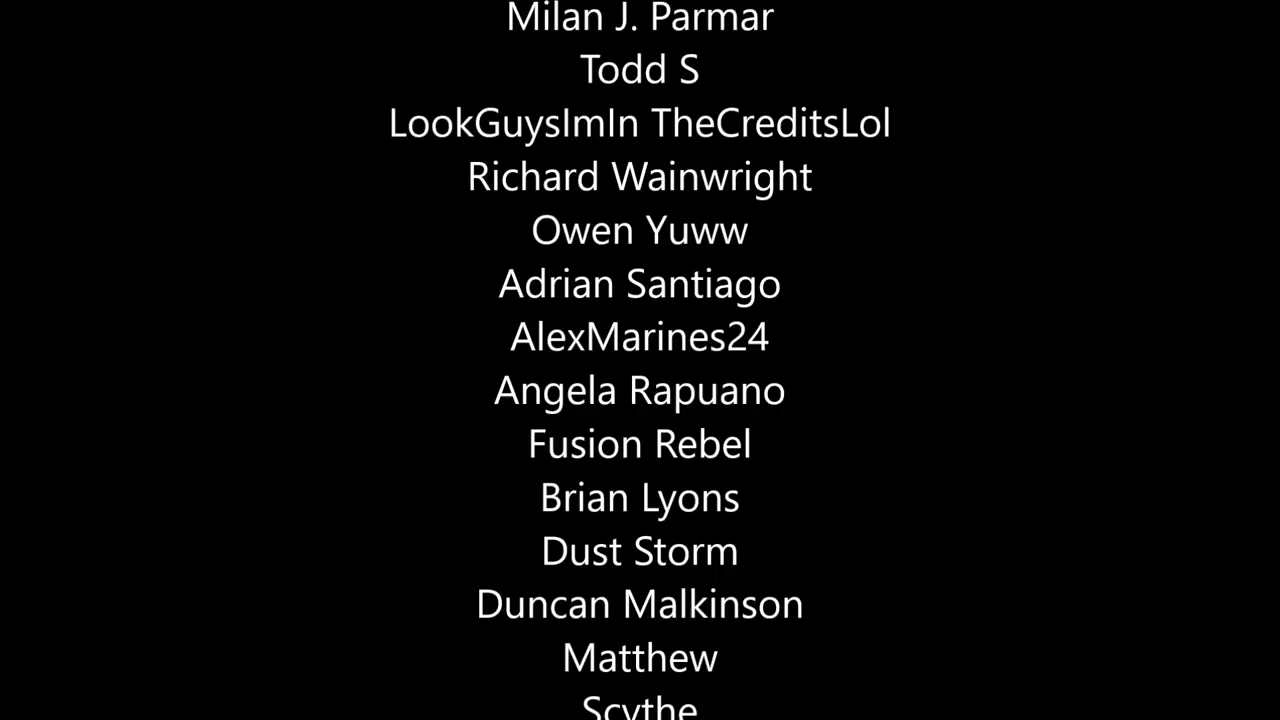 Milan J. Parmar
Todd S
LookGuysImIn TheCreditsLol
Richard Wainwright
Owen Yuww
Adrian Santiago
AlexMarines24
Angela Rapuano
Fusion Rebel
Brian Lyons
Dust Storm
Duncan Malkinson
Matthew
Scythe